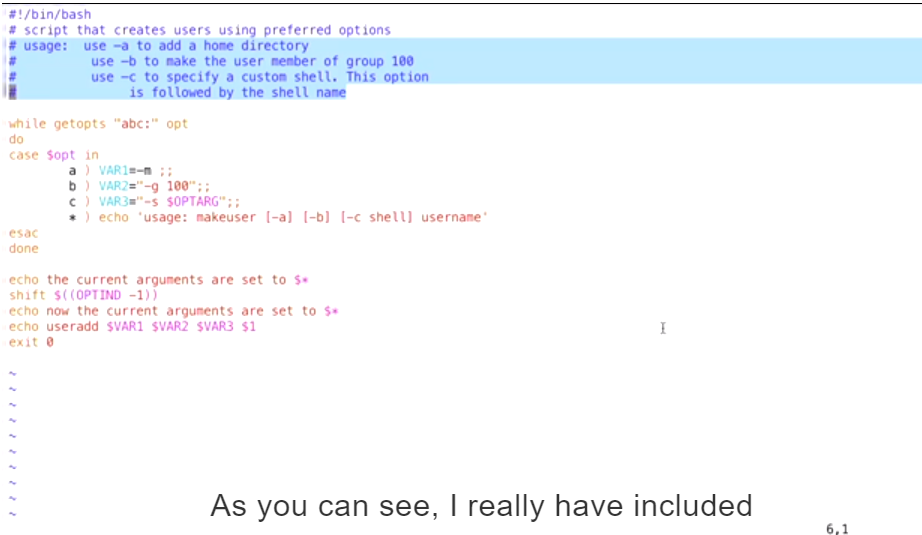 #!/bin/bash
# script that creates users using preferred options
# usage:  use -a to add a home directory
#          use -b to make the user member of group 100
#          use -c to specify a custom shell. This option
#               is followed by the shell name
while getopts "abc:" opt
do
case $opt in
        a ) VAR1=-m ;;
        b ) VAR2="-g 100";;
        c ) VAR3="-s $OPTARG";;
        * ) echo 'usage: makeuser [-a] [-b] [-c shell] username'
esac
done
echo the current arguments are set to $*
shift $((OPTIND -1))
echo now the current arguments are set to $*
echo useradd $VAR1 $VAR2 $VAR3 $1
exit 0
~
~
~
~
~
~
~
~
~
~
As you can see, I really have included
6,1